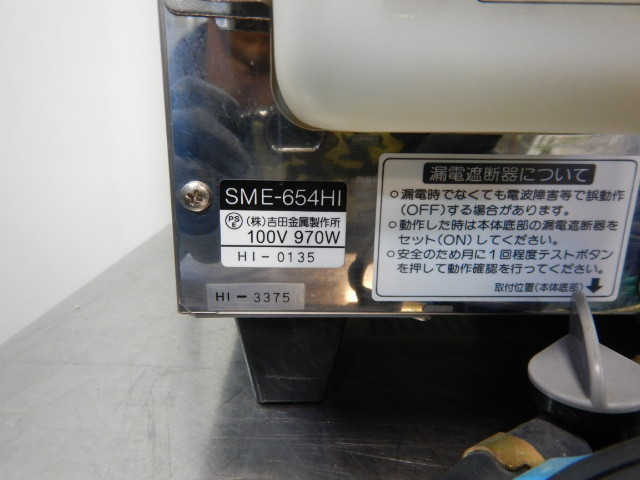 SME-654HI
PS E (株)吉田金属製作所
100V 970W
HI-0135
HI-3375
漏電遮断器について
○漏電時でなくても電波障害等で誤動作
(OFF)する場合があります。
○動作した時は本体底部の漏電遮断器を
セット(ON)してください。
○安全のため月に1回程度テストボタン
を押して動作確認を行ってください。
取付位置(本体底部)